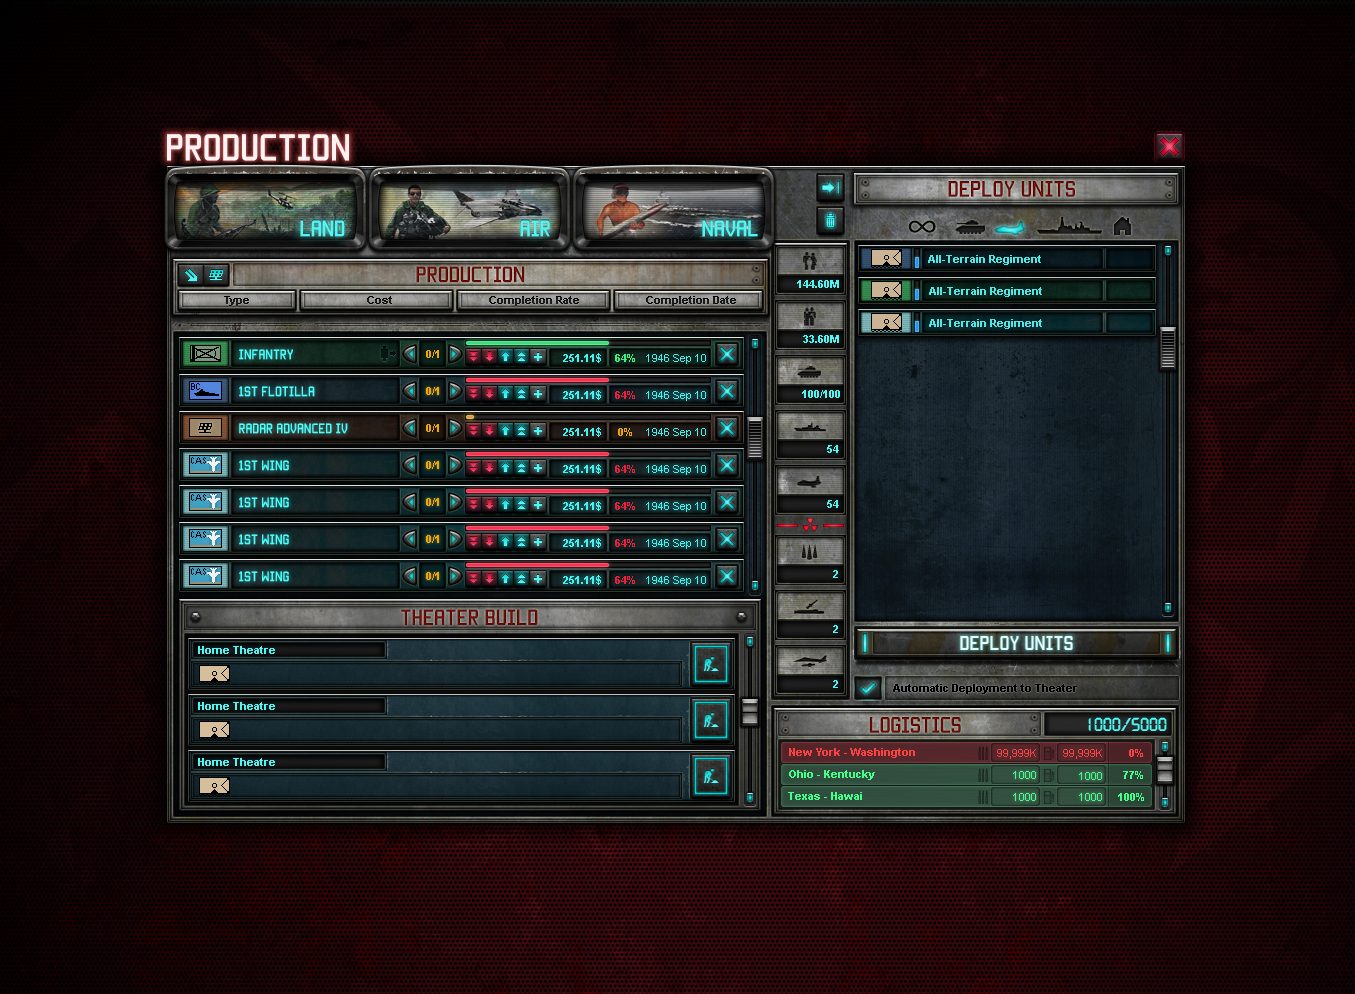 PRODUCTION
LAND
AIR
NAVAL
PRODUCTION
Type Cost Completion Rate Completion Date
INFANTRY 0/1 251.11$ 64% 1946 Sep 10
BC 1ST FLOTILLA 0/1 251.11$ 64% 1946 Sep 10
RADAR ADVANCED IV 0/1 251.11$ 0% 1946 Sep 10
CAS 1ST WING 0/1 251.11$ 64% 1946 Sep 10
CAS 1ST WING 0/1 251.11$ 64% 1946 Sep 10
CAS 1ST WING 0/1 251.11$ 64% 1946 Sep 10
CAS 1ST WING 0/1 251.11$ 64% 1946 Sep 10
THEATER BUILD
Home Theatre
Home Theatre
Home Theatre
144.60M
33.60M
100/100
54
54
2
2
2
DEPLOY UNITS
All-Terrain Regiment
All-Terrain Regiment
All-Terrain Regiment
DEPLOY UNITS
Automatic Deployment to Theater
LOGISTICS 1000/5000
New York - Washington 99,999K 99,999K 0%
Ohio - Kentucky 1000 1000 77%
Texas - Hawai 1000 1000 100%